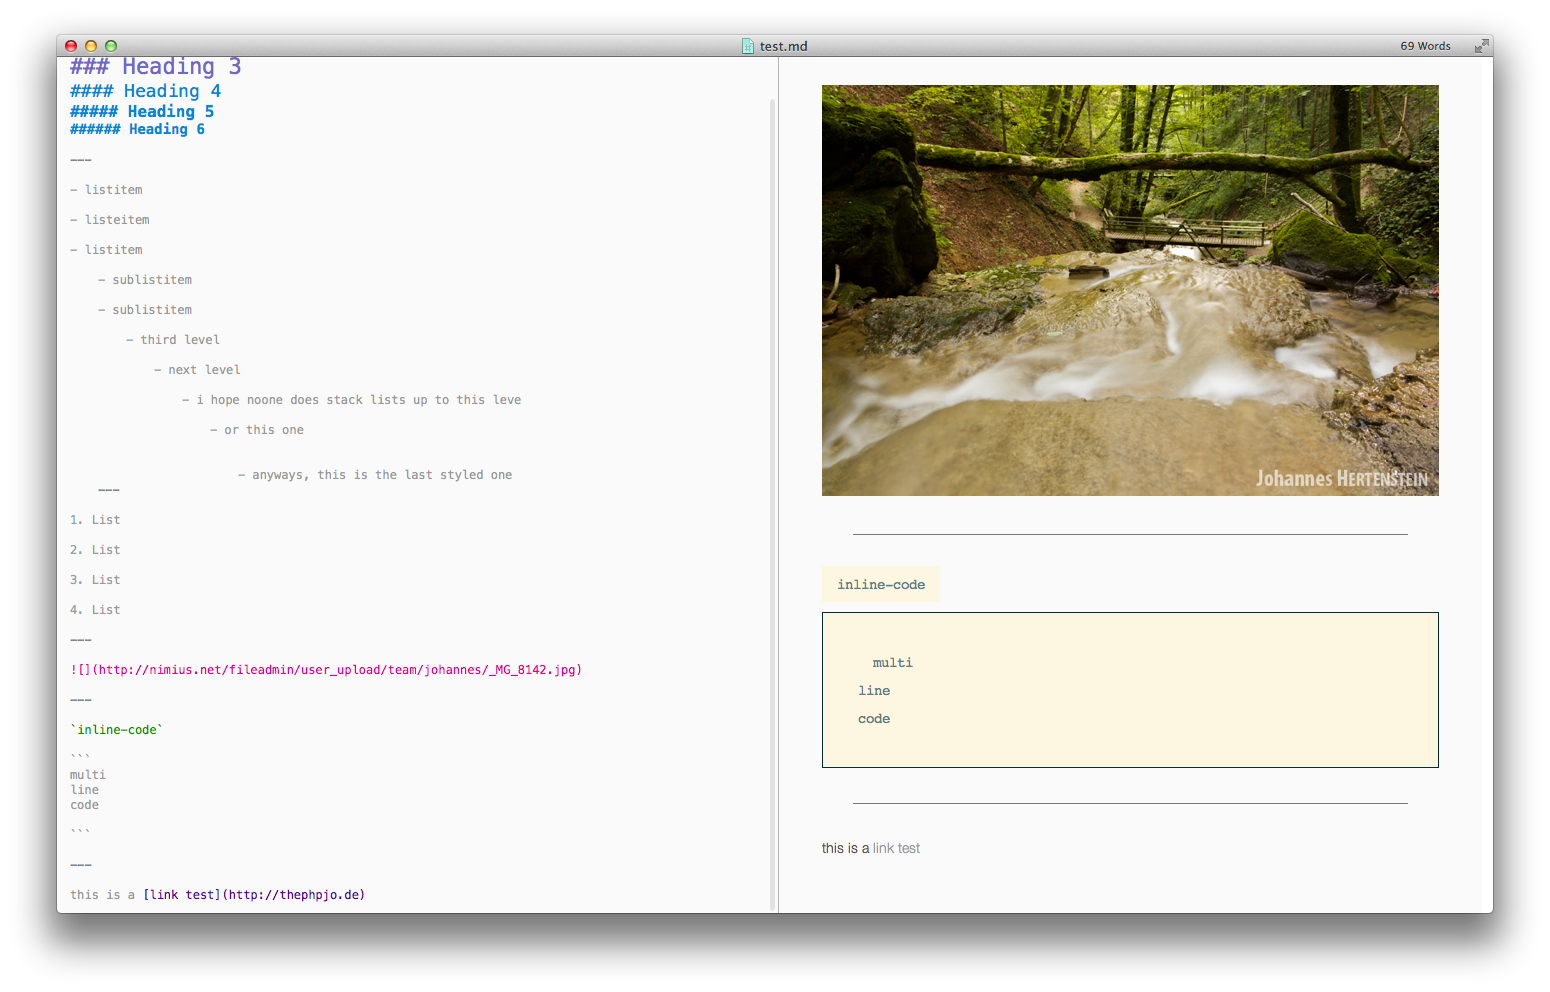 test.md
69 Words
### Heading 3
#### Heading 4
##### Heading 5
###### Heading 6
---
- listitem
- listeitem
- listitem
- sublistitem
- sublistitem
- third level
- next level
- i hope noone does stack lists up to this leve
- or this one
- anyways, this is the last styled one
---
1. List
2. List
3. List
4. List
---
![](http://nimius.net/fileadmin/user_upload/team/johannes/_MG_8142.jpg)
---
`inline-code`
```
multi
line
code
```
---
this is a [link test](http://thephpjo.de)
Johannes HERTENSTEIN
inline-code
multi
line
code
this is a link test